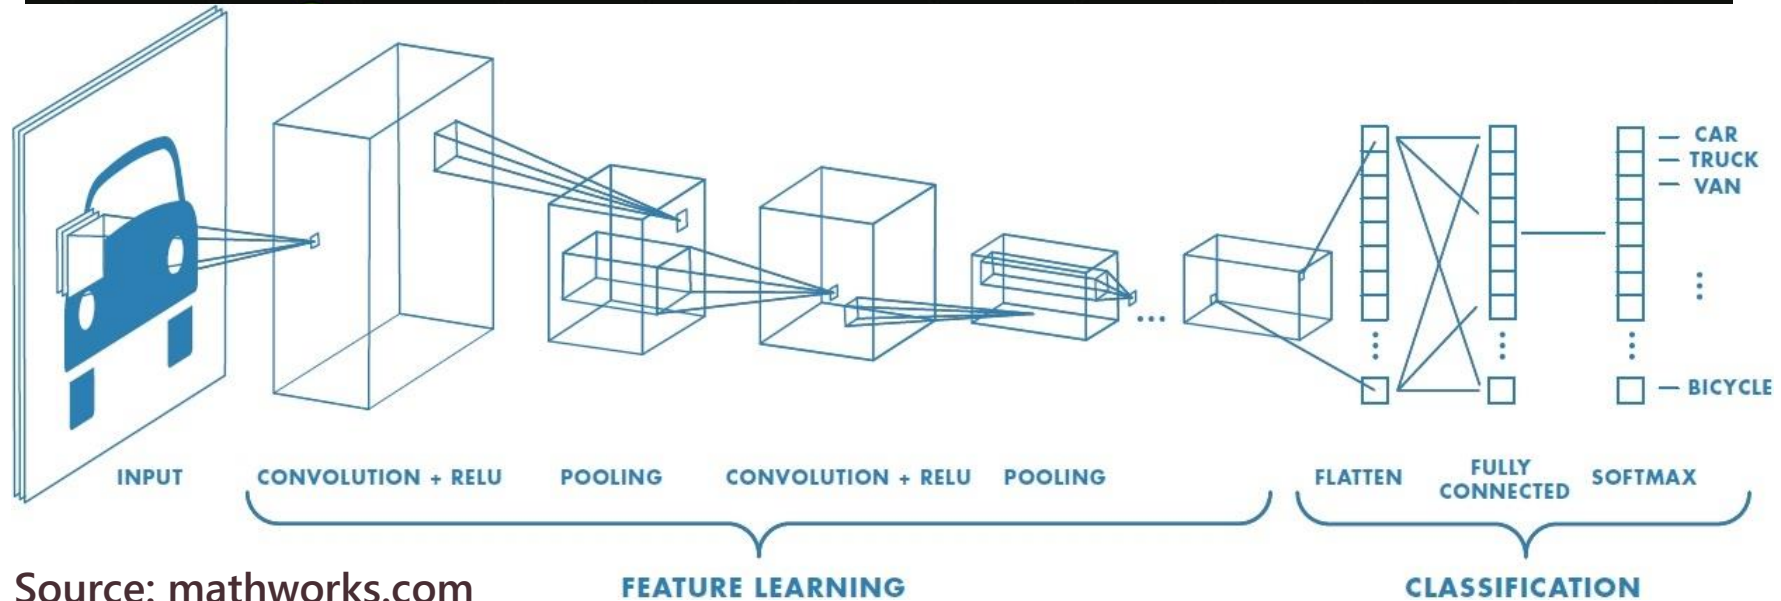 CAR
TRUCK
VAN
BICYCLE
INPUT
CONVOLUTION + RELU
POOLING
CONVOLUTION + RELU
POOLING
FLATTEN
FULLY
CONNECTED
SOFTMAX
FEATURE LEARNING
CLASSIFICATION
Source: mathworks.com